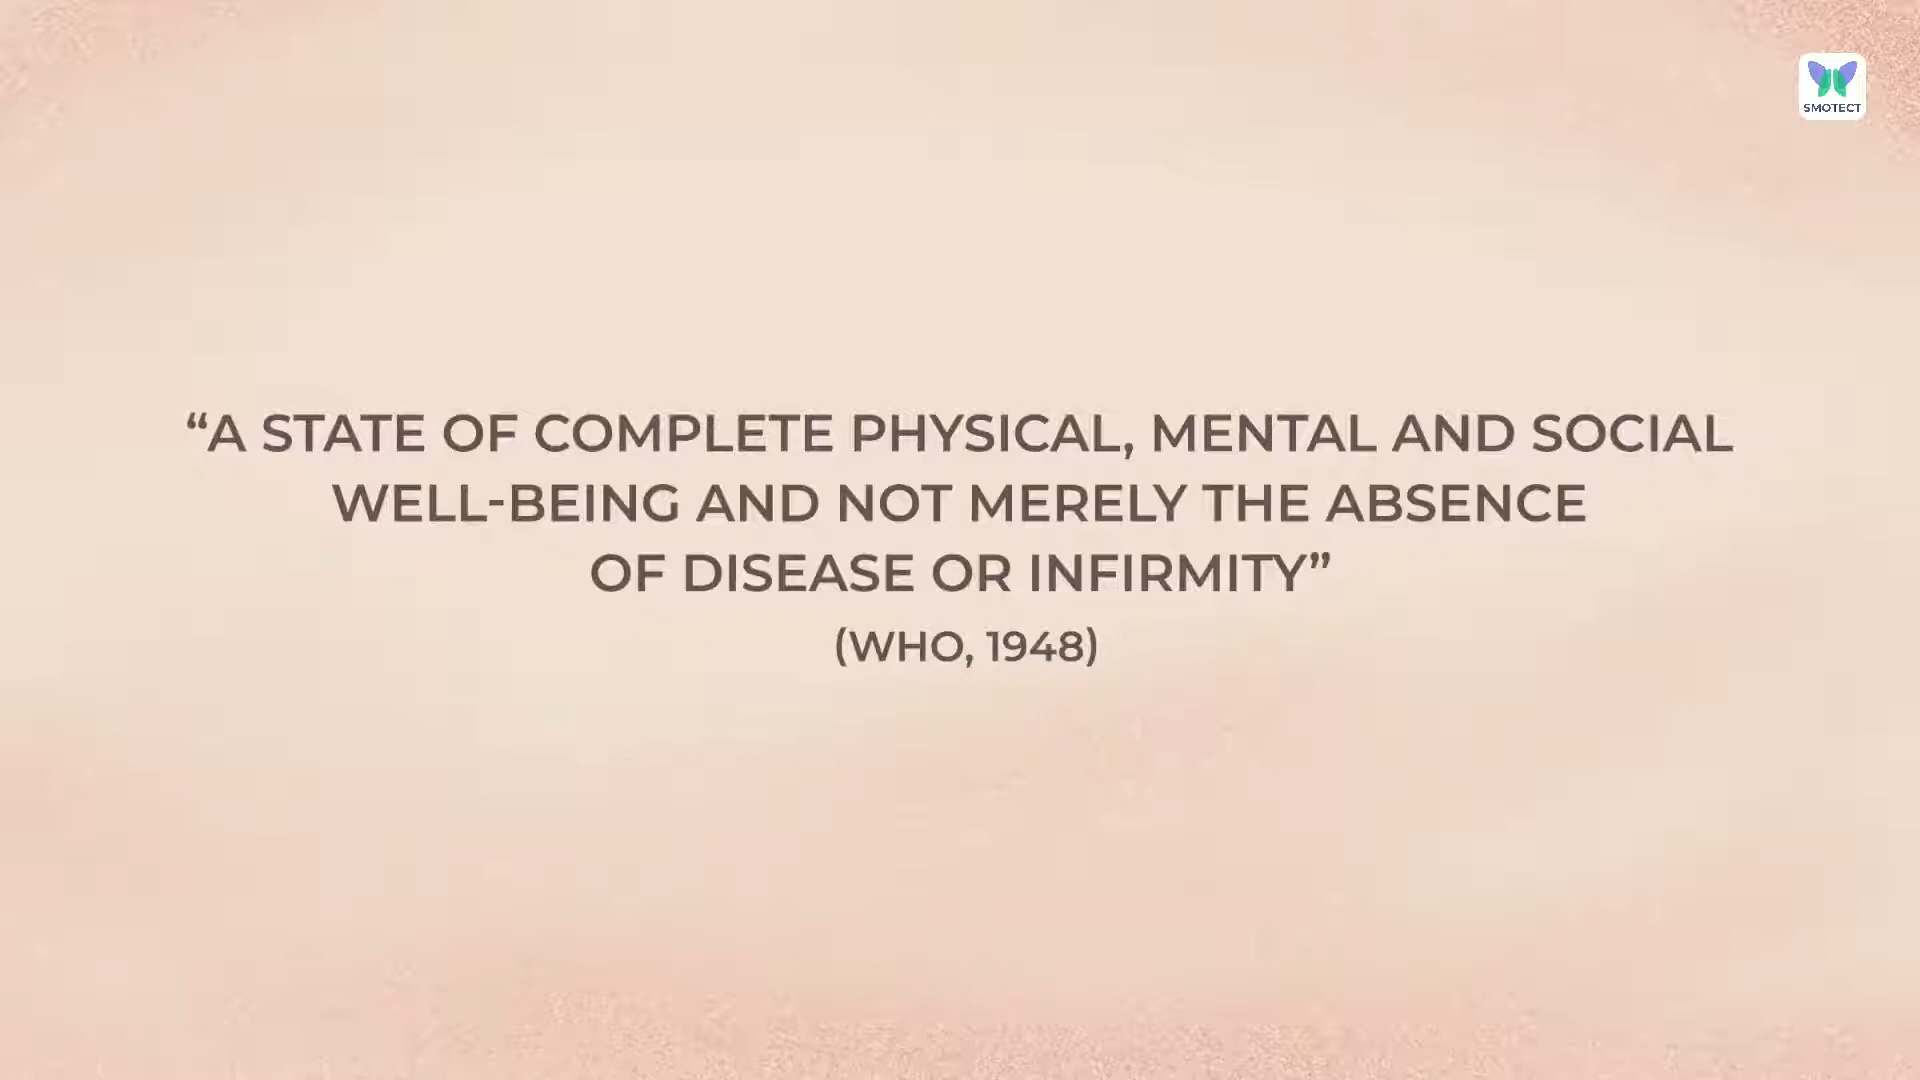 SMOTECT
“A STATE OF COMPLETE PHYSICAL, MENTAL AND SOCIAL
WELL-BEING AND NOT MERELY THE ABSENCE
OF DISEASE OR INFIRMITY”
(WHO, 1948)